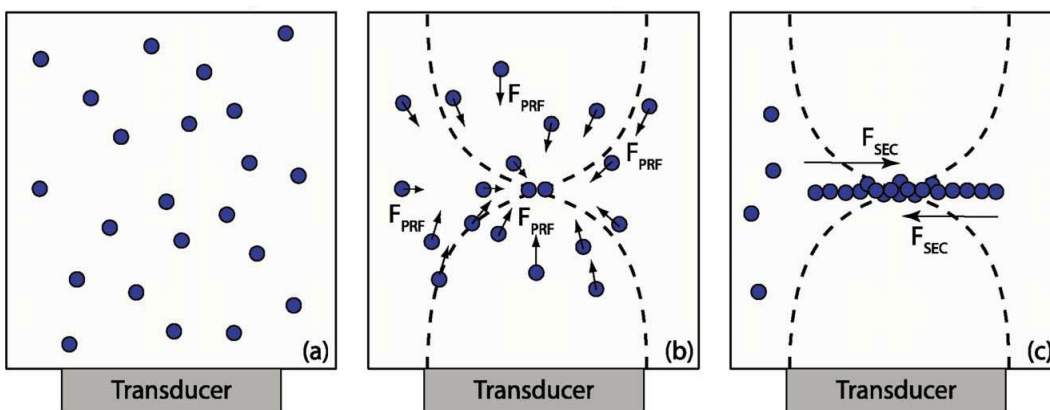 (a)
Transducer
F_PRF
F_PRF
F_PRF
F_PRF
(b)
Transducer
F_SEC
F_SEC
(c)
Transducer